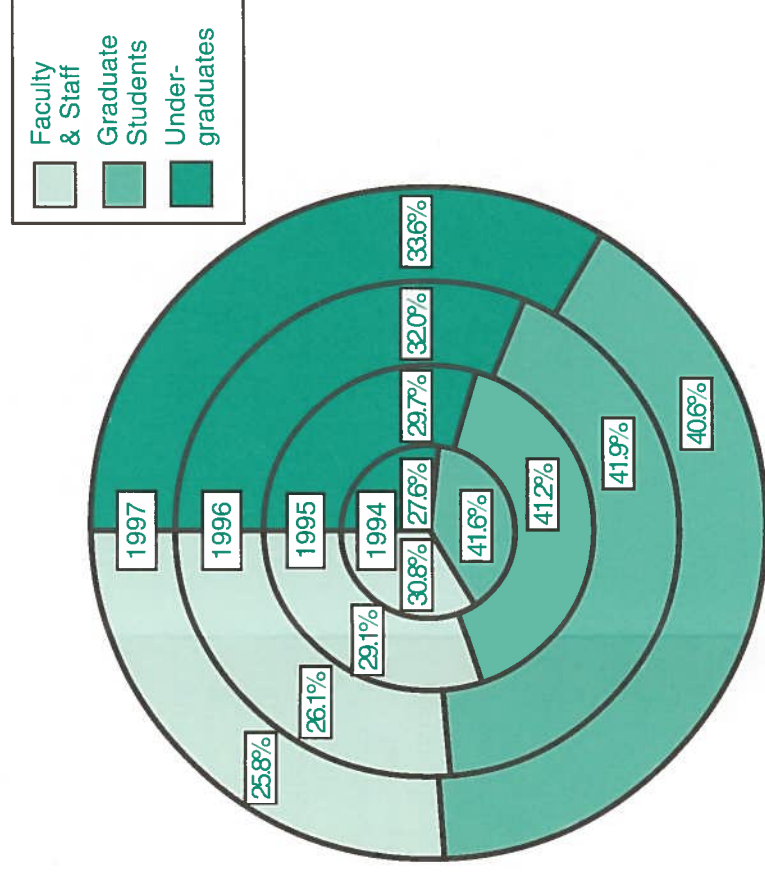 Faculty
& Staff
Graduate
Students
Under-
graduates
1997
1996
1995
1994
33.6%
32.0%
29.7%
27.6%
30.8%
41.6%
29.1%
41.2%
26.1%
41.9%
25.8%
40.6%